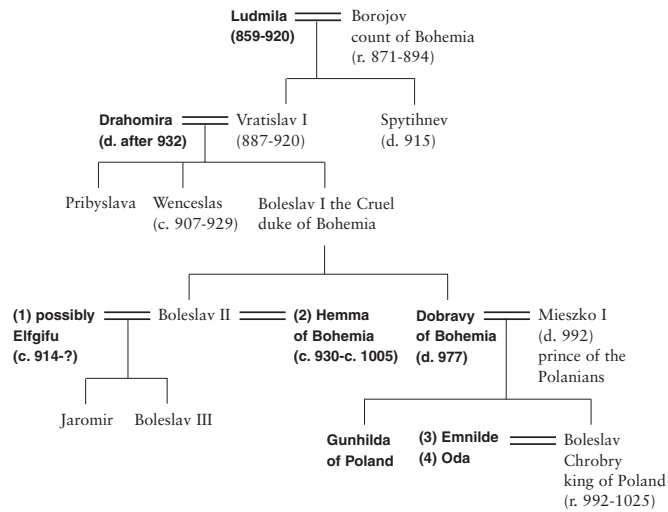 Ludmila
(859-920)
Borojov
count of Bohemia
(r. 871-894)
Drahomira
(d. after 932)
Vratislav I
(887-920)
Spytihnev
(d. 915)
Pribyslava
Wenceslas
(c. 907-929)
Boleslav I the Cruel
duke of Bohemia
(1) possibly
Elfgifu
(c. 914-?)
Boleslav II
(2) Hemma
of Bohemia
(c. 930-c. 1005)
Dobravy
of Bohemia
(d. 977)
Mieszko I
(d. 992)
prince of the
Polanians
Jaromir
Boleslav III
Gunhilda
of Poland
(3) Emnilde
(4) Oda
Boleslav
Chrobry
king of Poland
(r. 992-1025)